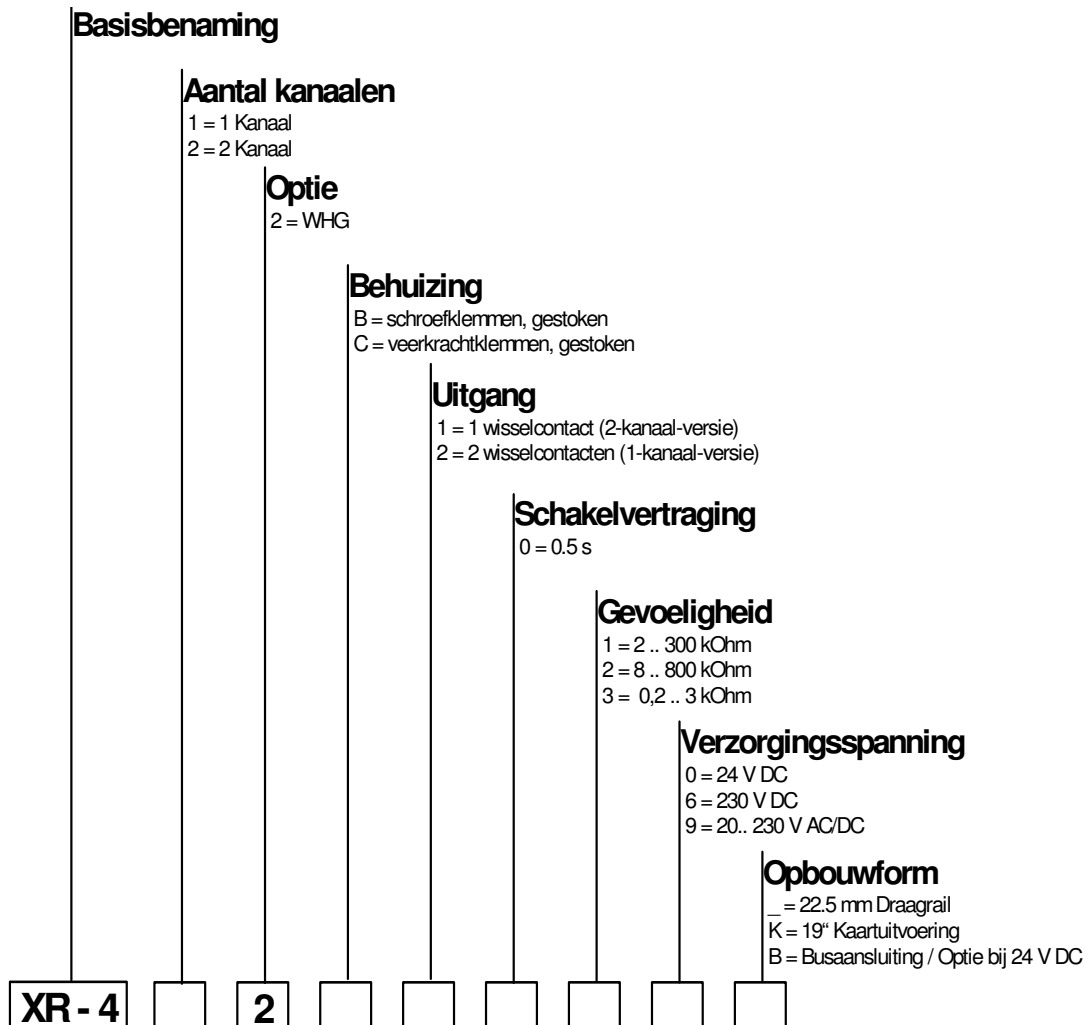 Basisbenaming
Aantal kanaalen
1 = 1 Kanaal
2 = 2 Kanaal
Optie
2 = WHG
Behuizing
B = schroefklemmen, gestoken
C = veerkrachtklemmen, gestoken
Uitgang
1 = 1 wisselcontact (2-kanaal-versie)
2 = 2 wisselcontacten (1-kanaal-versie)
Schakelvertraging
0 = 0.5 s
Gevoeligheid
1 = 2 .. 300 kOhm
2 = 8 .. 800 kOhm
3 = 0,2 .. 3 kOhm
Verzorgingsspanning
0 = 24 V DC
6 = 230 V DC
9 = 20.. 230 V AC/DC
Opbouwform
_ = 22.5 mm Draagrail
K = 19“ Kaartuitvoering
B = Busaansluiting / Optie bij 24 V DC
XR - 4 2